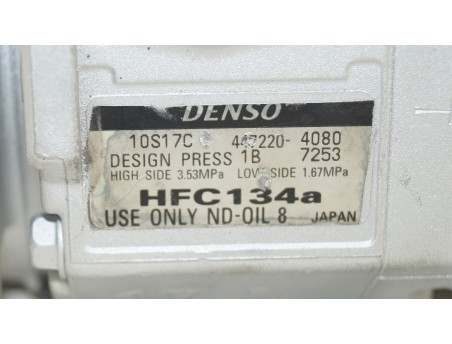 DENSO
10S17C 447220-4080
DESIGN PRESS 1B 7253
HIGH SIDE 3.53MPa LOW SIDE 1.67MPa
HFC134a
USE ONLY ND-OIL 8 JAPAN